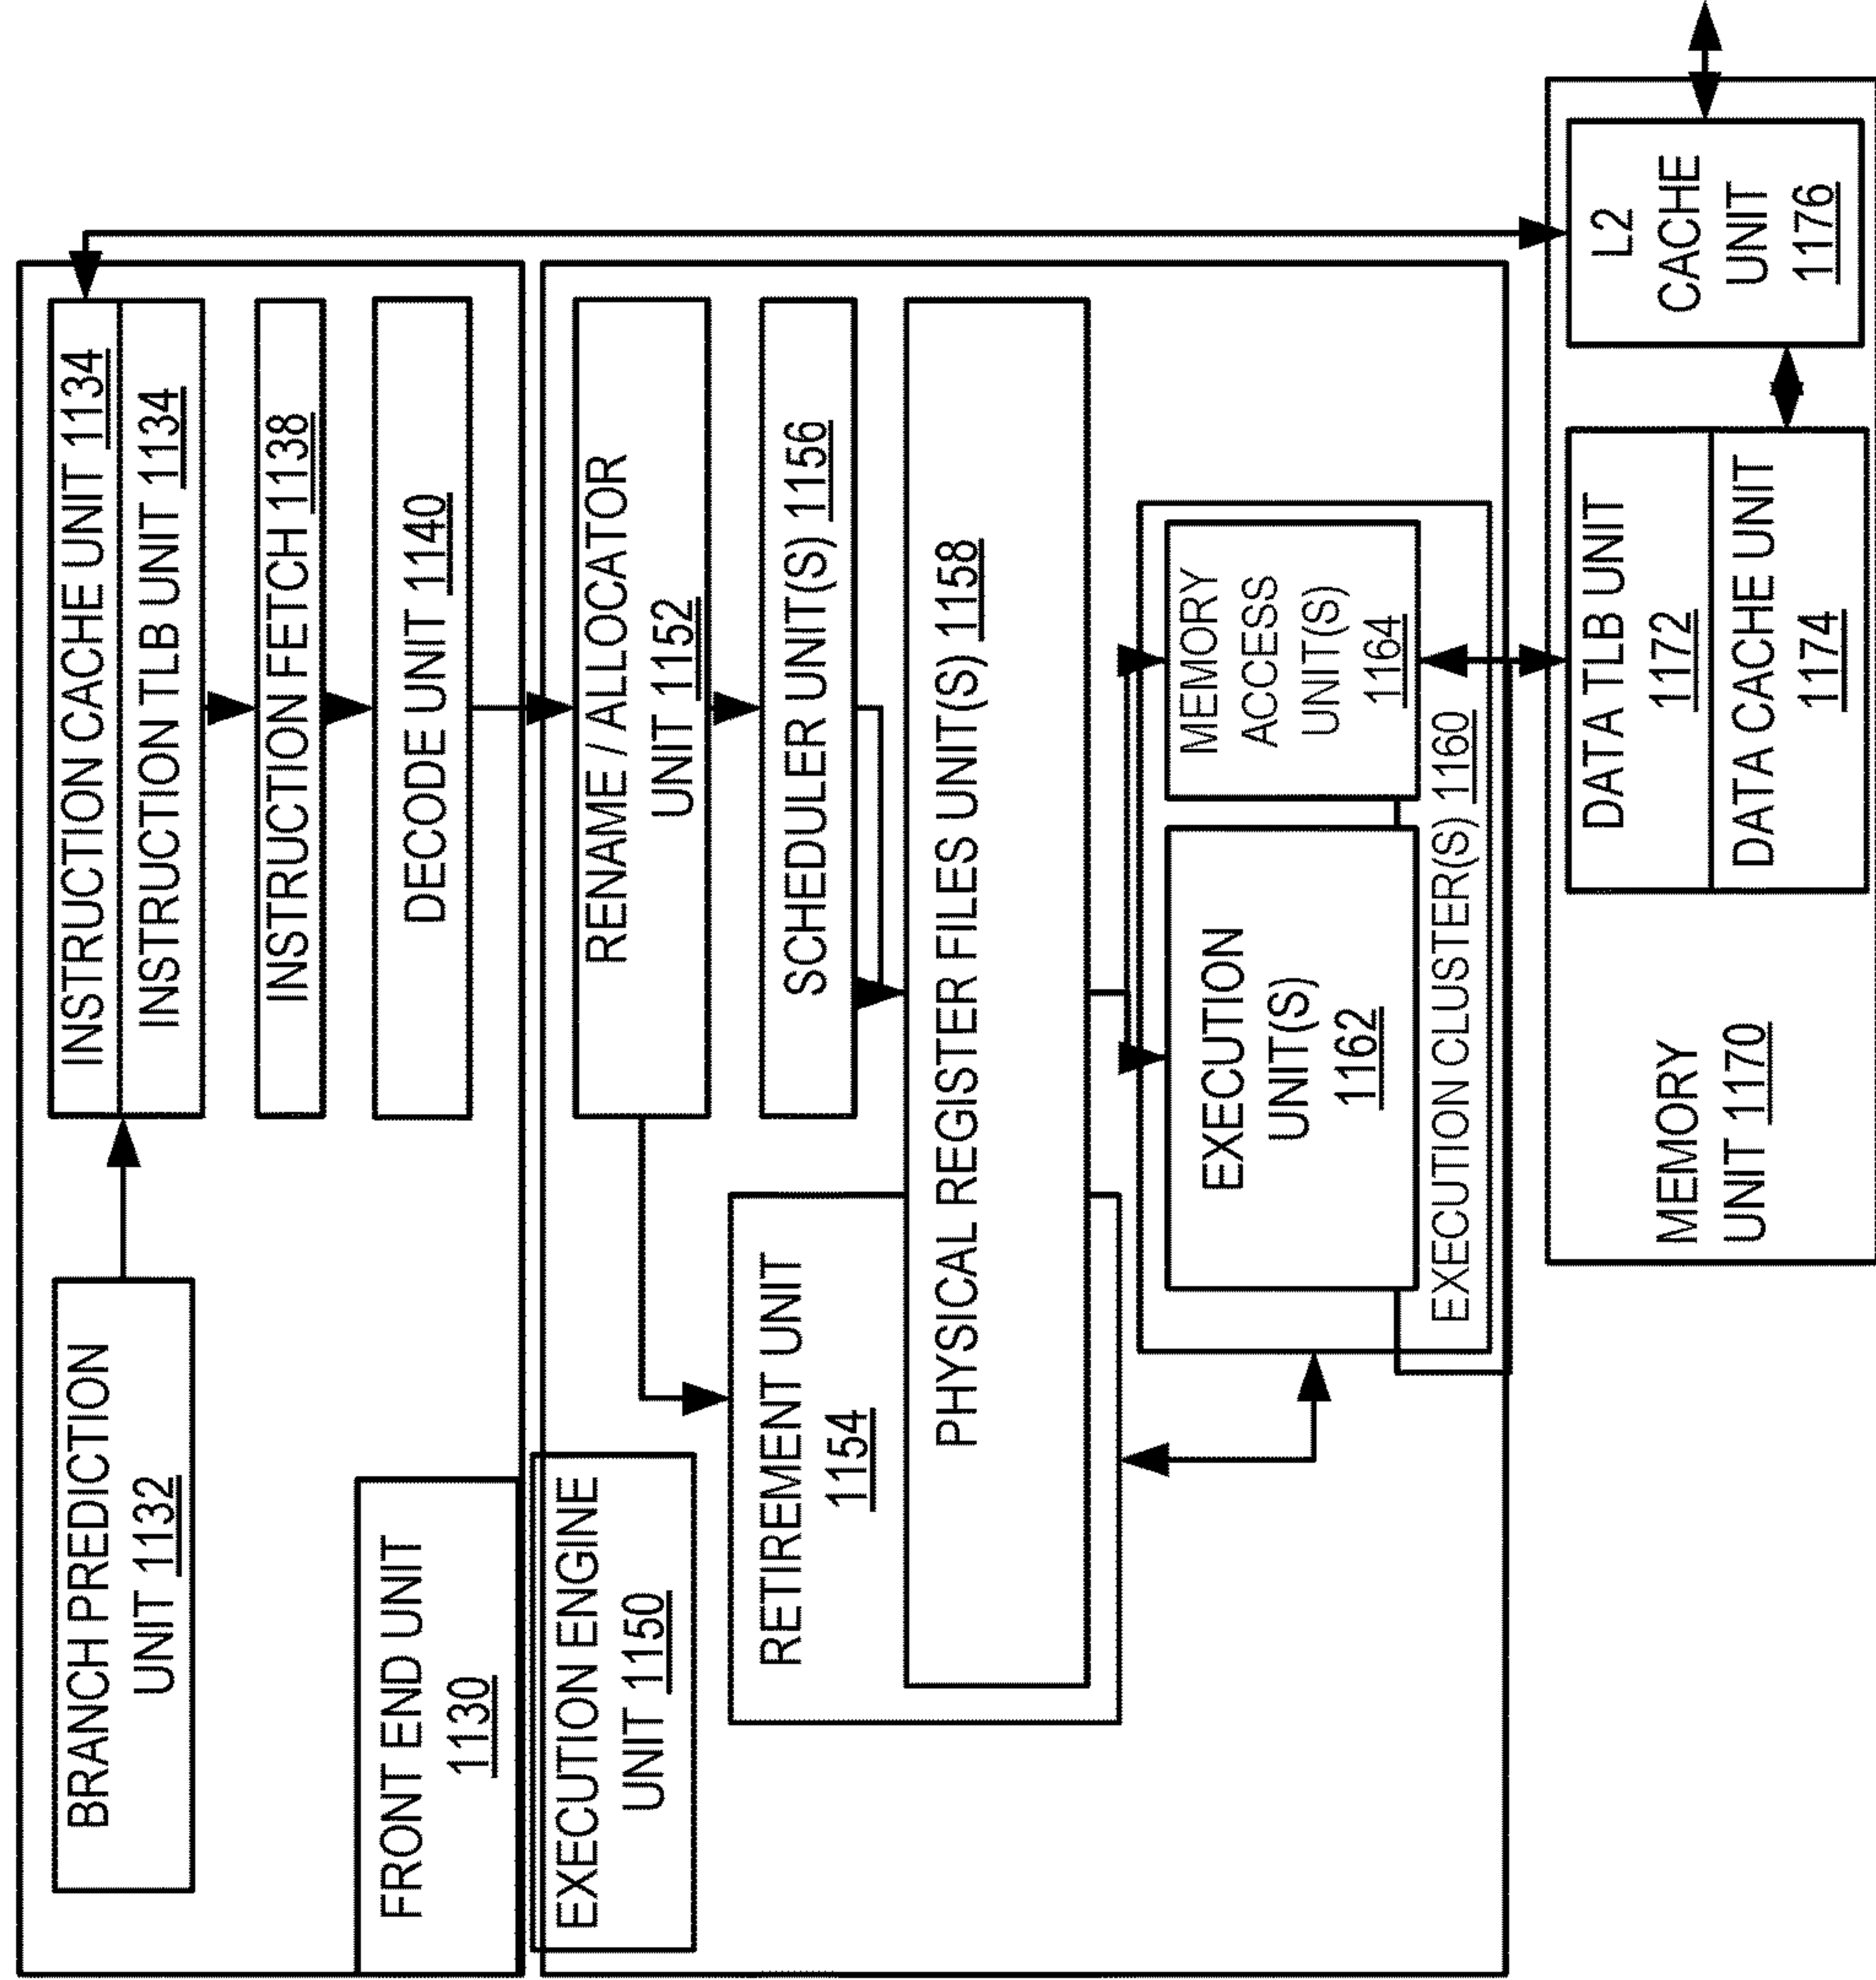 BRANCH PREDICTION
UNIT 1132
INSTRUCTION CACHE UNIT 1134
INSTRUCTION TLB UNIT 1134
INSTRUCTION FETCH 1138
DECODE UNIT 1140
FRONT END UNIT
1130
EXECUTION ENGINE
UNIT 1150
RENAME / ALLOCATOR
UNIT 1152
RETIREMENT UNIT
1154
SCHEDULER UNIT(S) 1156
PHYSICAL REGISTER FILES UNIT(S) 1158
EXECUTION
UNIT(S)
1162
MEMORY
ACCESS
UNIT(S)
1164
EXECUTION CLUSTER(S) 1160
MEMORY
UNIT 1170
DATA TLB UNIT
1172
DATA CACHE UNIT
1174
L2
CACHE
UNIT
1176